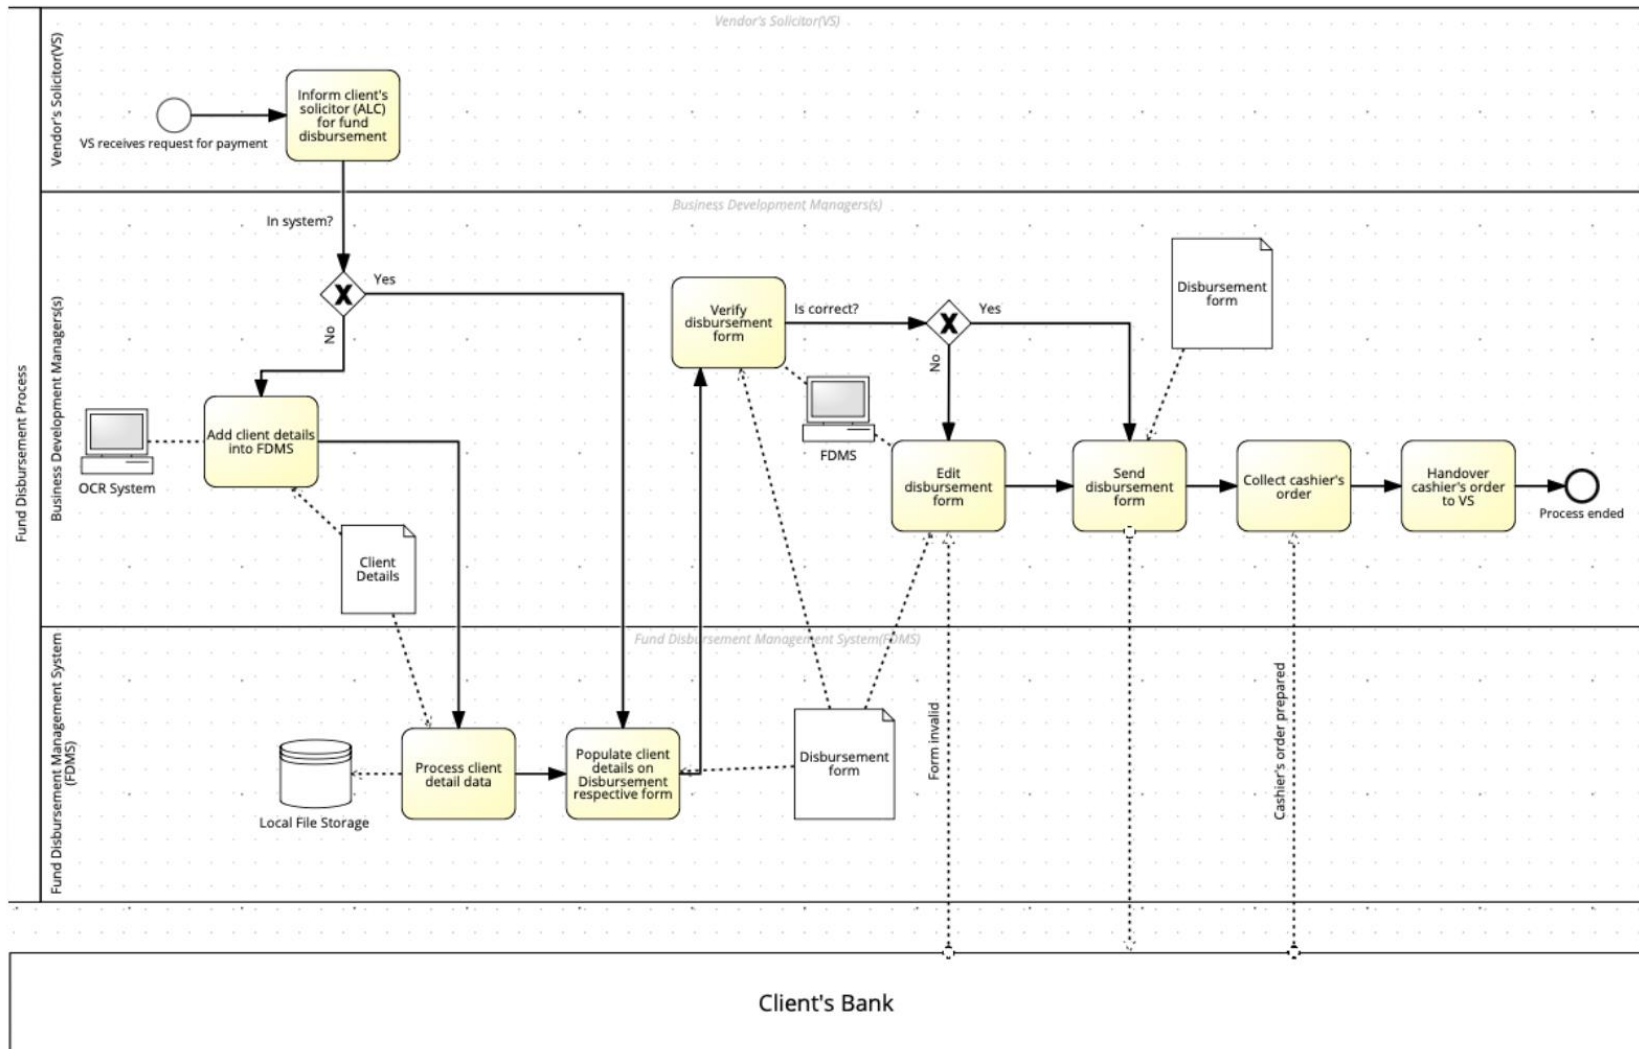 Vendor's Solicitor(VS)
Fund Disbursement Process
Vendor's Solicitor(VS)
VS receives request for payment
Inform client's
solicitor (ALC)
for fund
disbursement
Business Development Managers(s)
Business Development Managers(s)
In system?
Yes
No
Add client details
into FDMS
OCR System
Client
Details
Verify
disbursement
form
Is correct?
Yes
No
FDMS
Disbursement
form
Edit
disbursement
form
Send
disbursement
form
Collect cashier's
order
Handover
cashier's order
to VS
Process ended
Fund Disbursement Management System(FDMS)
Fund Disbursement Management System
(FDMS)
Local File Storage
Process client
detail data
Populate client
details on
Disbursement
respective form
Disbursement
form
Form invalid
Cashier's order prepared
Client's Bank